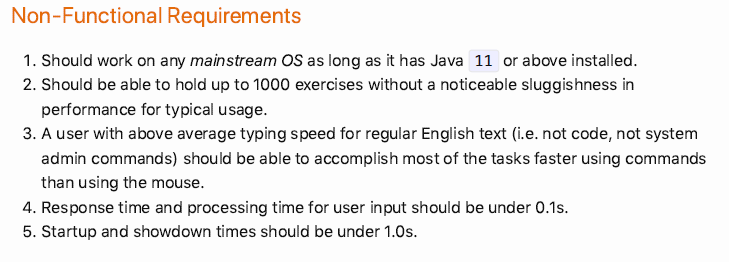 Non-Functional Requirements
1. Should work on any mainstream OS as long as it has Java 11 or above installed.
2. Should be able to hold up to 1000 exercises without a noticeable sluggishness in
performance for typical usage.
3. A user with above average typing speed for regular English text (i.e. not code, not system
admin commands) should be able to accomplish most of the tasks faster using commands
than using the mouse.
4. Response time and processing time for user input should be under 0.1s.
5. Startup and showdown times should be under 1.0s.